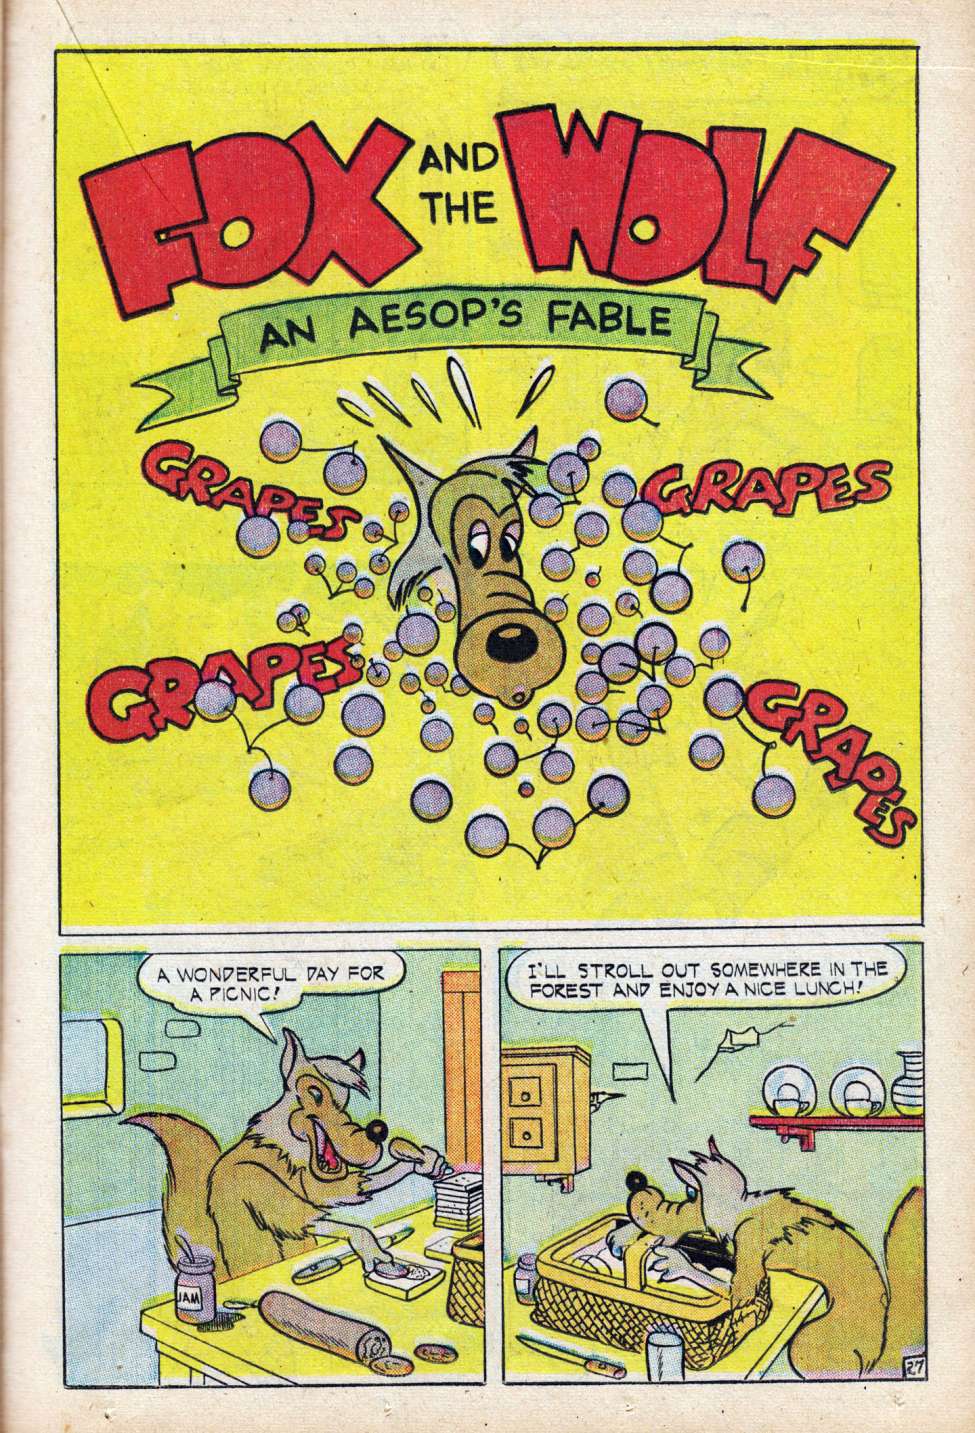 FOX AND THE WOLF
AN AESOP'S FABLE
GRAPES
GRAPES
GRAPES
GRAPES
A WONDERFUL DAY FOR
A PICNIC!
JAM
I'LL STROLL OUT SOMEWHERE IN THE
FOREST AND ENJOY A NICE LUNCH!
27